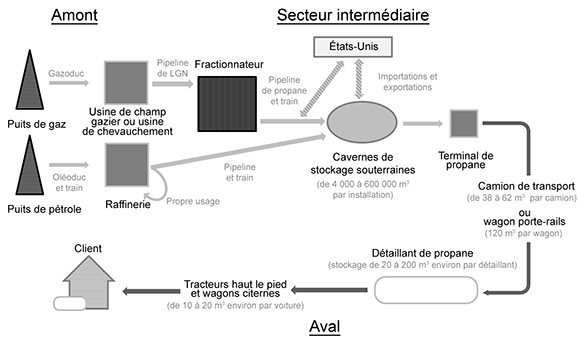 Amont
Secteur intermédiaire
États-Unis
Fractionnateur
Gazoduc
Pipeline
de LGN
Pipeline
de propane
et train
Importations et
exportations
Puits de gaz
Usine de champ
gazier ou usine
de chevauchement
Cavernes de
stockage souterraines
(de 4 000 à 600 000 m³
par installation)
Terminal de
propane
Oléoduc
et train
Puits de pétrole
Raffinerie
Propre usage
Pipeline
et train
Camion de transport
(de 38 à 62 m³ par camion)
ou
wagon porte-rails
(120 m³ par wagon)
Client
Détaillant de propane
(stockage de 20 à 200 m³ environ par détaillant)
Tracteurs haut le pied
et wagons citernes
(de 10 à 20 m³ environ par voiture)
Aval